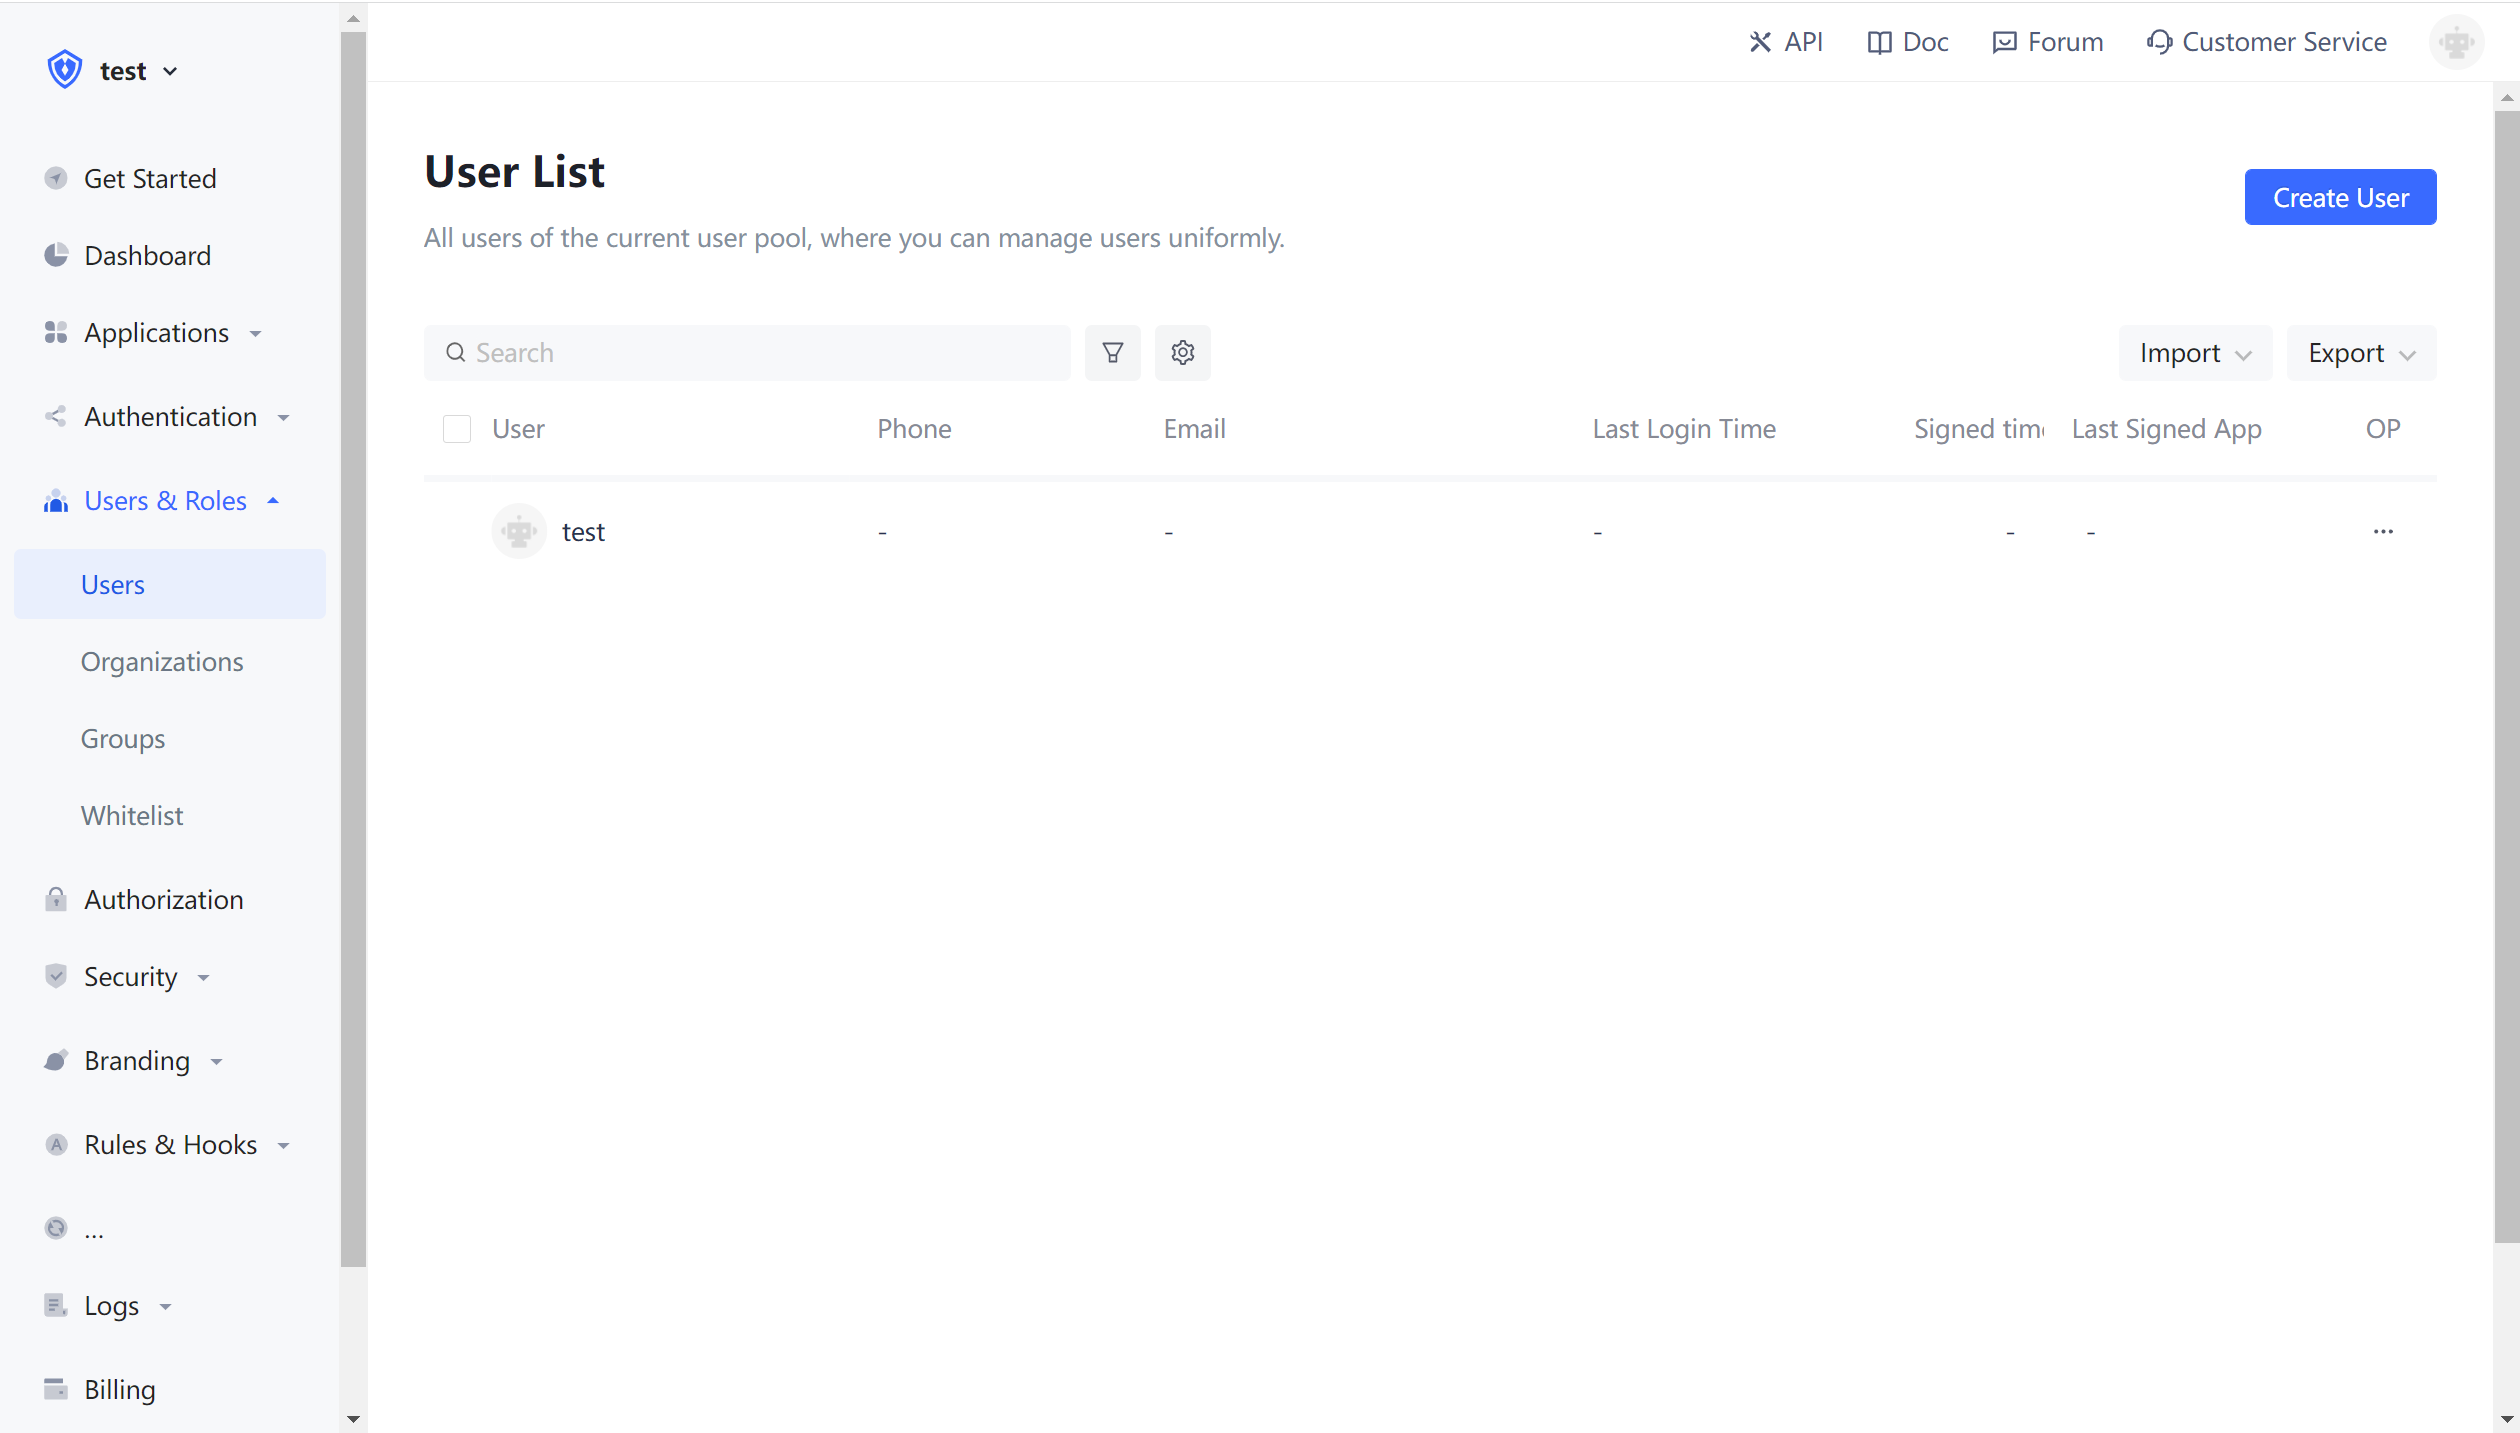 test
API
Doc
Forum
Customer Service
Get Started
Dashboard
Applications
Authentication
Users & Roles
Users
Organizations
Groups
Whitelist
Authorization
Security
Branding
Rules & Hooks
...
Logs
Billing
User List
All users of the current user pool, where you can manage users uniformly.
Create User
Search
Import
Export
User Phone Email Last Login Time Signed tim Last Signed App OP
test - - - - - ···